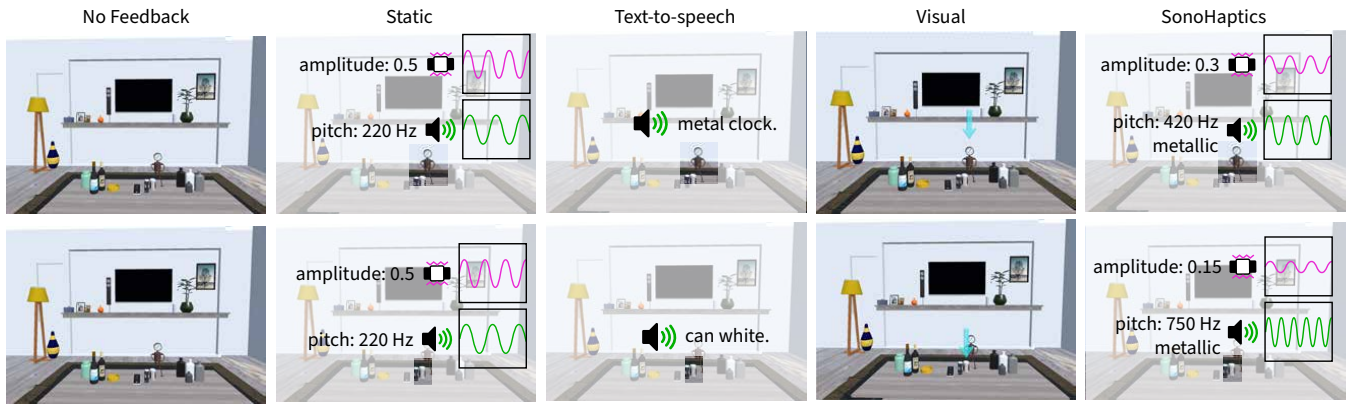 No Feedback
Static
Text-to-speech
Visual
SonoHaptics
amplitude: 0.5
pitch: 220 Hz
metal clock.
amplitude: 0.3
pitch: 420 Hz
metallic
amplitude: 0.5
pitch: 220 Hz
can white.
amplitude: 0.15
pitch: 750 Hz
metallic